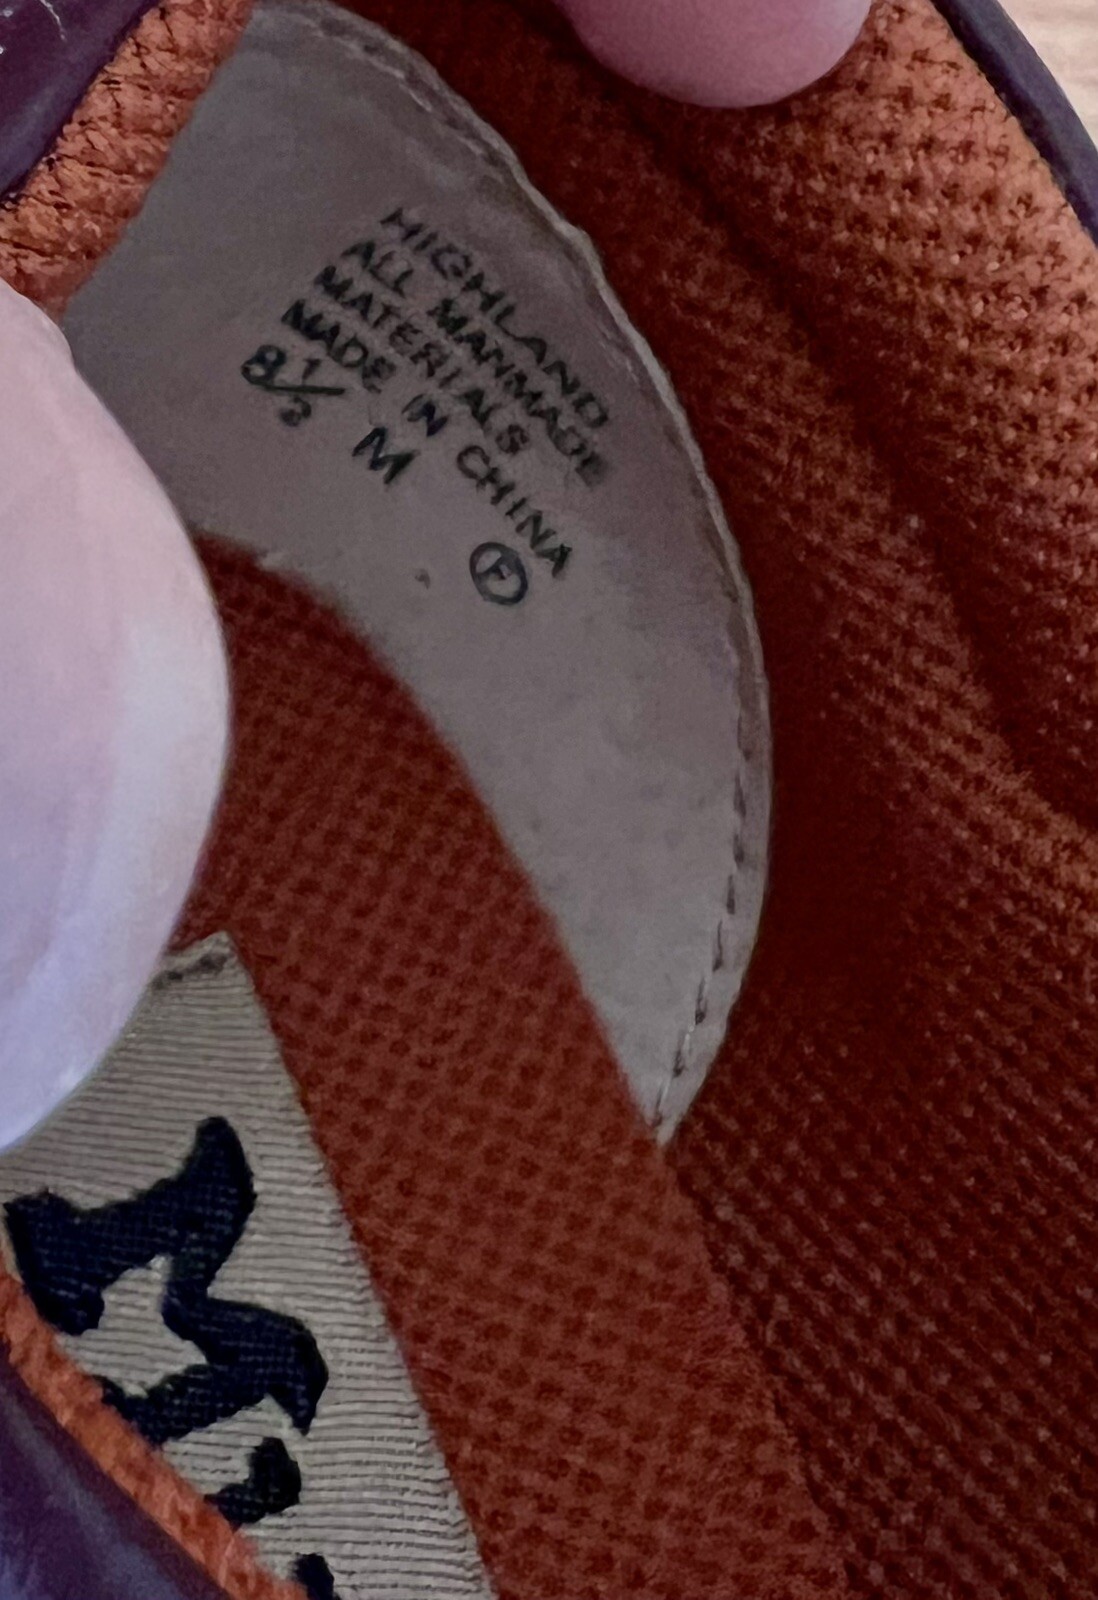 HIGHLAND
ALL MANMADE
MATERIALS
MADE IN CHINA
8 1/2 M F